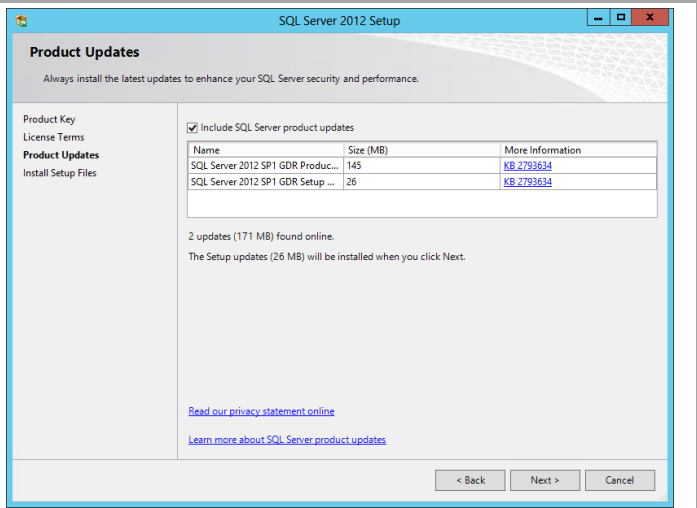 SQL Server 2012 Setup
Product Updates
Always install the latest updates to enhance your SQL Server security and performance.
Product Key
License Terms
Product Updates
Install Setup Files
Include SQL Server product updates
Name Size (MB) More Information
SQL Server 2012 SP1 GDR Produc... 145 KB 2793634
SQL Server 2012 SP1 GDR Setup ... 26 KB 2793634
2 updates (171 MB) found online.
The Setup updates (26 MB) will be installed when you click Next.
Read our privacy statement online
Learn more about SQL Server product updates
< Back Next > Cancel